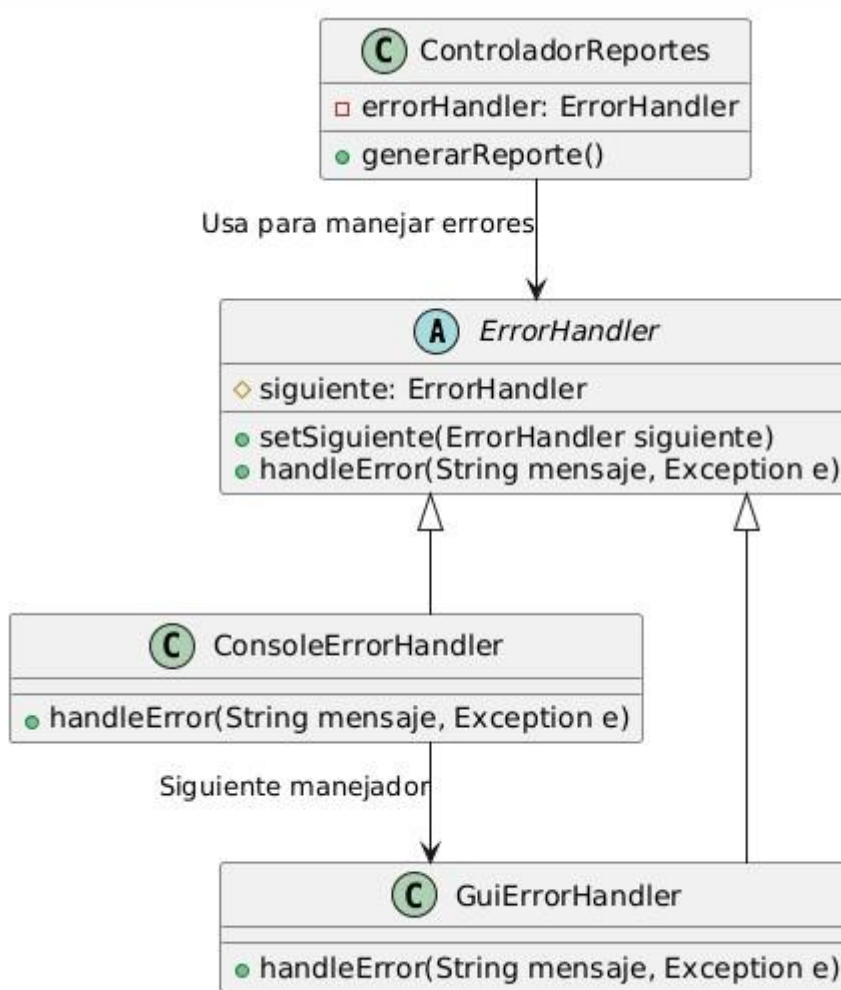 C ControladorReportes
errorHandler: ErrorHandler
generarReporte()
Usa para manejar errores
A ErrorHandler
siguiente: ErrorHandler
setSiguiente(ErrorHandler siguiente)
handleError(String mensaje, Exception e)
C ConsoleErrorHandler
handleError(String mensaje, Exception e)
Siguiente manejador
C GuiErrorHandler
handleError(String mensaje, Exception e)